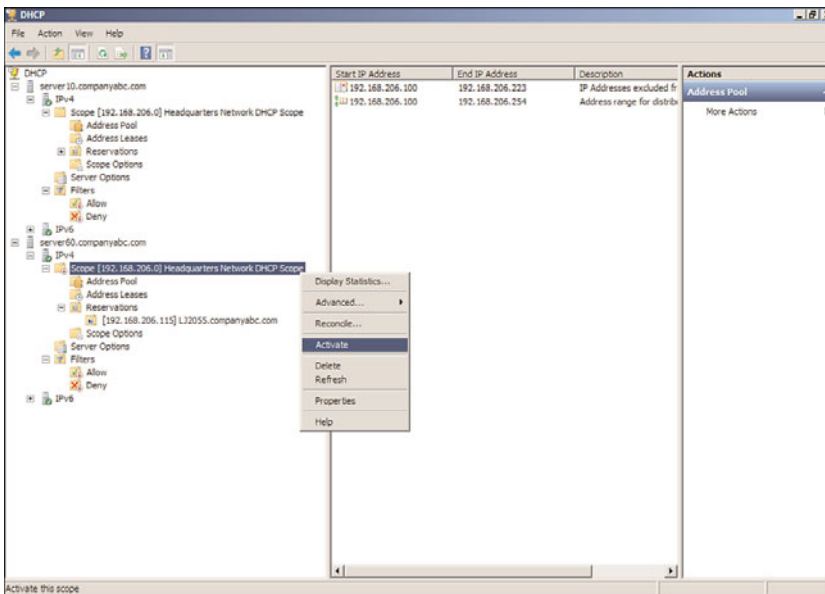 DHCP
File Action View Help
DHCP
server10.companyabc.com
IPv4
Scope [192.168.206.0] Headquarters Network DHCP Scope
Address Pool
Address Leases
Reservations
Scope Options
Server Options
Filters
Allow
Deny
IPv6
server60.companyabc.com
IPv4
Scope [192.168.206.0] Headquarters Network DHCP Scope
Address Pool
Address Leases
Reservations
[192.168.206.115] LJ2055.companyabc.com
Scope Options
Server Options
Filters
Allow
Deny
IPv6
Display Statistics...
Advanced...
Reconcile...
Activate
Delete
Refresh
Properties
Help
Start IP Address End IP Address Description
192.168.206.100 192.168.206.223 IP Addresses excluded fr
192.168.206.100 192.168.206.254 Address range for distrib
Actions
Address Pool
More Actions
Activate this scope